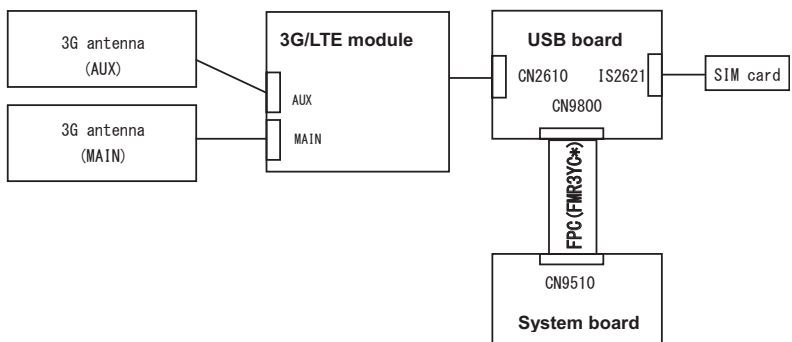 3G antenna
(AUX)
3G antenna
(MAIN)
3G/LTE module
AUX
MAIN
USB board
CN2610 IS2621
CN9800
SIM card
FPC(FMR3YC*)
CN9510
System board